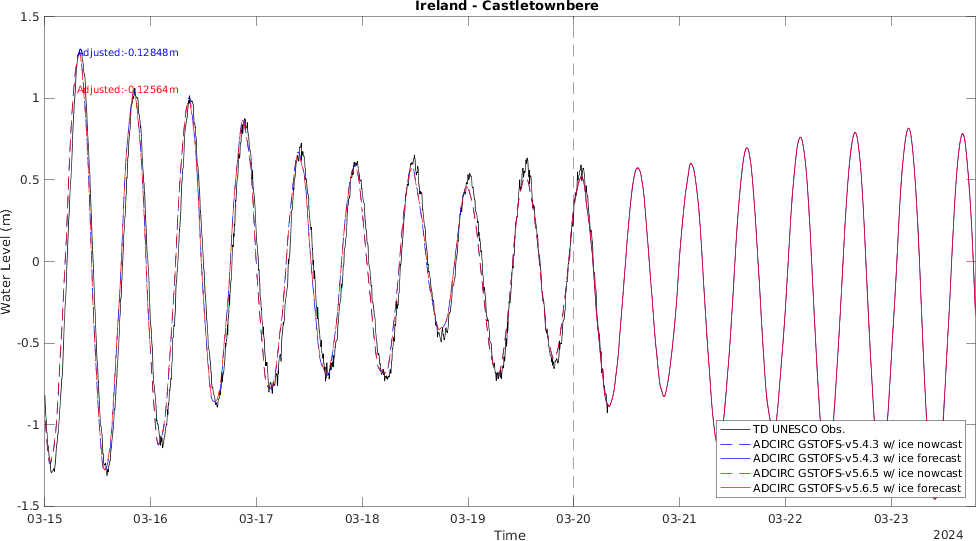 Ireland - Castletownbere
1.5
Adjusted:-0.12848m
1
Adjusted:-0.12564m
0.5
0
Water Level (m)
-0.5
-1
-1.5
TD UNESCO Obs.
ADCIRC GSTOFS-v5.4.3 w/ ice nowcast
ADCIRC GSTOFS-v5.4.3 w/ ice forecast
ADCIRC GSTOFS-v5.6.5 w/ ice nowcast
ADCIRC GSTOFS-v5.6.5 w/ ice forecast
03-15 03-16 03-17 03-18 03-19 03-20 03-21 03-22 03-23
Time
2024